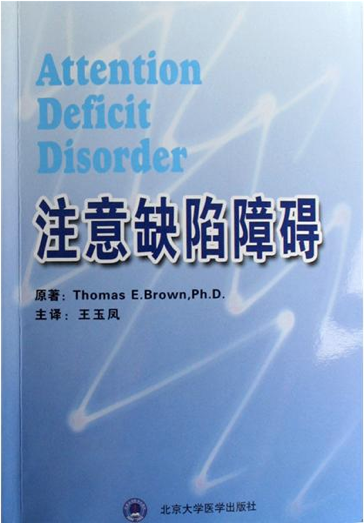 Attention
Deficit
Disorder
注意缺陷障碍
原著：Thomas E.Brown,Ph.D.
主译：王玉凤
北京大学医学出版社